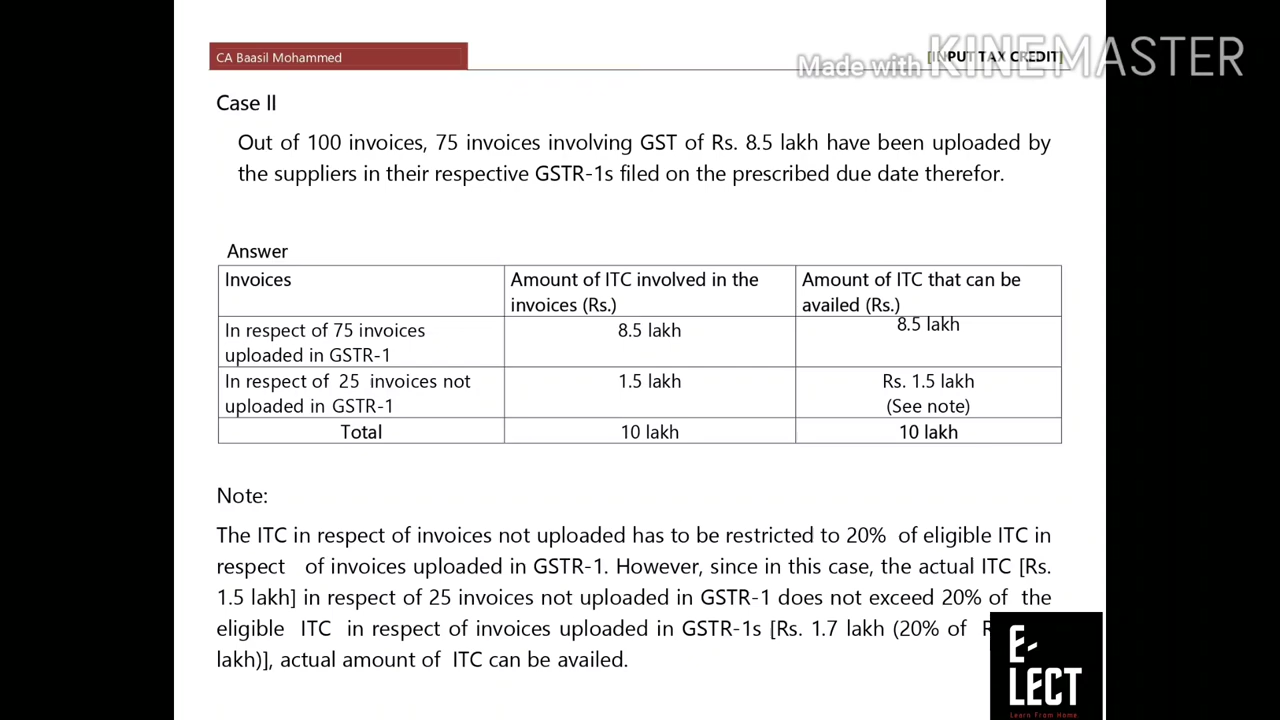 CA Baasil Mohammed
[INPUT TAX CREDIT]
Made with KINEMASTER
Case II
Out of 100 invoices, 75 invoices involving GST of Rs. 8.5 lakh have been uploaded by
the suppliers in their respective GSTR-1s filed on the prescribed due date therefor.
Answer
Invoices
Amount of ITC involved in the
invoices (Rs.)
Amount of ITC that can be
availed (Rs.)
In respect of 75 invoices
uploaded in GSTR-1
8.5 lakh
8.5 lakh
In respect of 25 invoices not
uploaded in GSTR-1
1.5 lakh
Rs. 1.5 lakh
(See note)
Total
10 lakh
10 lakh
Note:
The ITC in respect of invoices not uploaded has to be restricted to 20% of eligible ITC in
respect of invoices uploaded in GSTR-1. However, since in this case, the actual ITC [Rs.
1.5 lakh] in respect of 25 invoices not uploaded in GSTR-1 does not exceed 20% of the
eligible ITC in respect of invoices uploaded in GSTR-1s [Rs. 1.7 lakh (20% of
lakh)], actual amount of ITC can be availed.
E-
LECT
Learn From Home